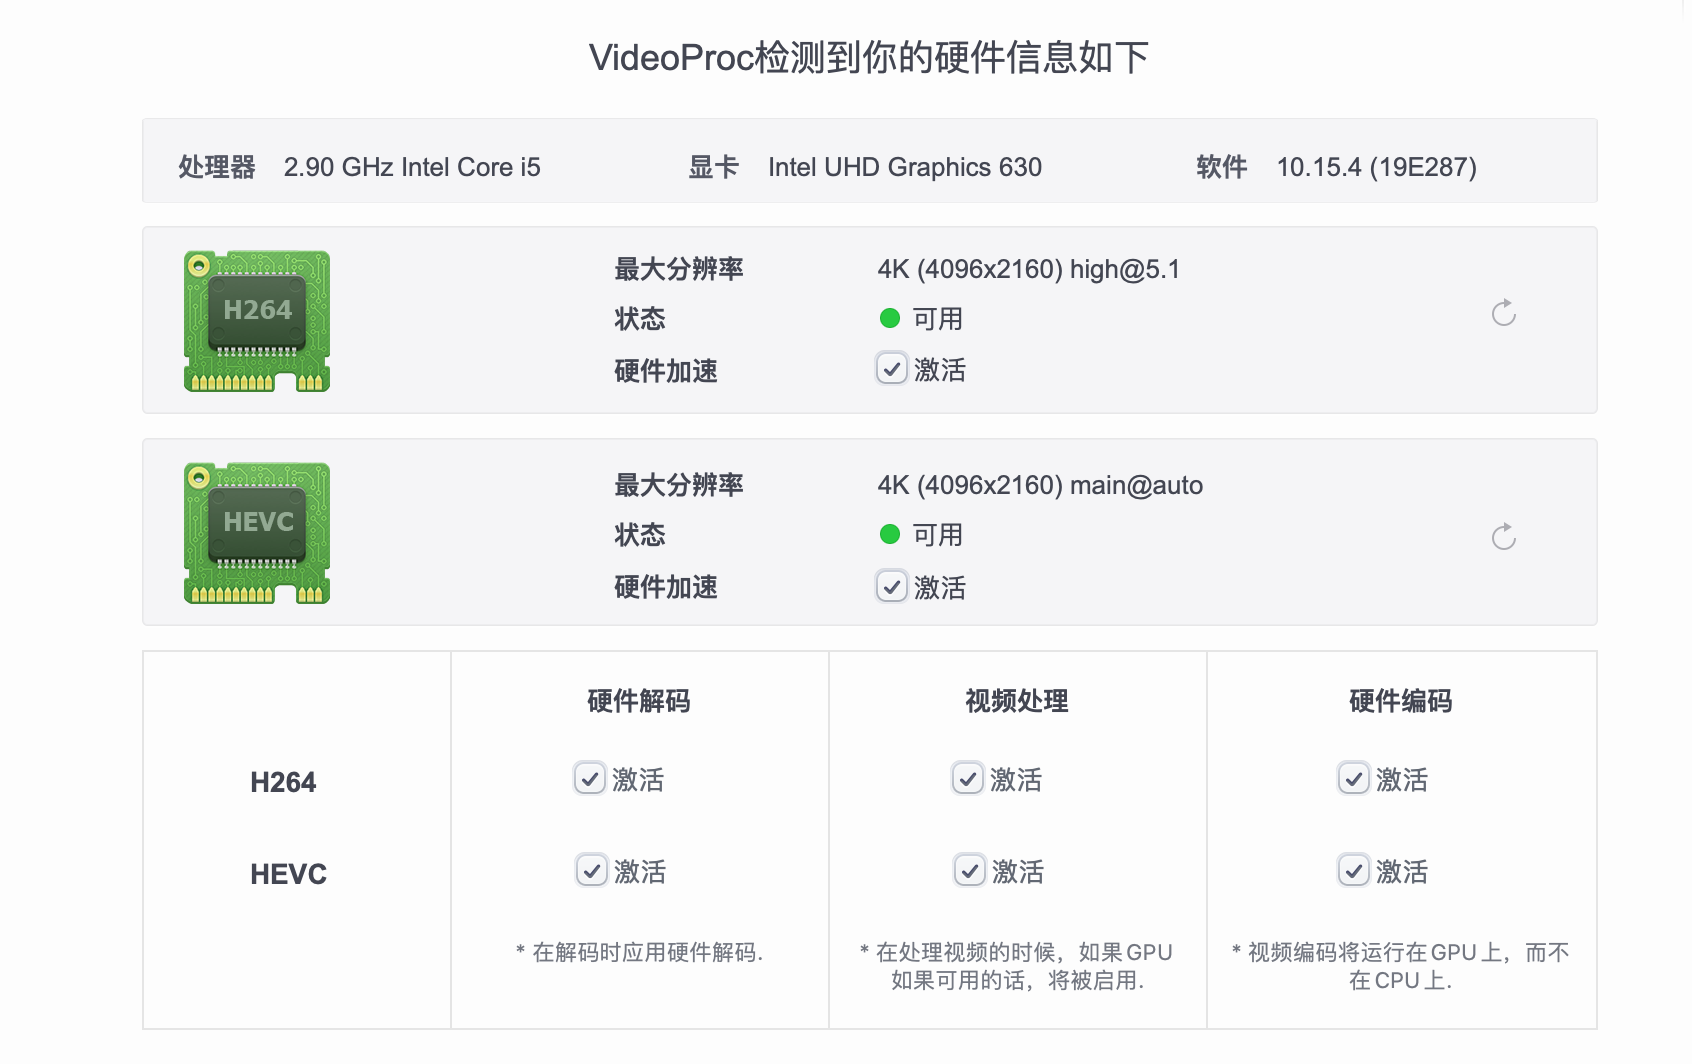 VideoProc检测到你的硬件信息如下
处理器 2.90 GHz Intel Core i5 显卡 Intel UHD Graphics 630 软件 10.15.4 (19E287)
H264
最大分辨率 4K (4096x2160) high@5.1
状态 可用
硬件加速 激活
HEVC
最大分辨率 4K (4096x2160) main@auto
状态 可用
硬件加速 激活
硬件解码 视频处理 硬件编码
H264 激活 激活 激活
HEVC 激活 激活 激活
* 在解码时应用硬件解码.
* 在处理视频的时候，如果GPU
如果可用的话，将被启用.
* 视频编码将运行在GPU上，而不
在CPU上.